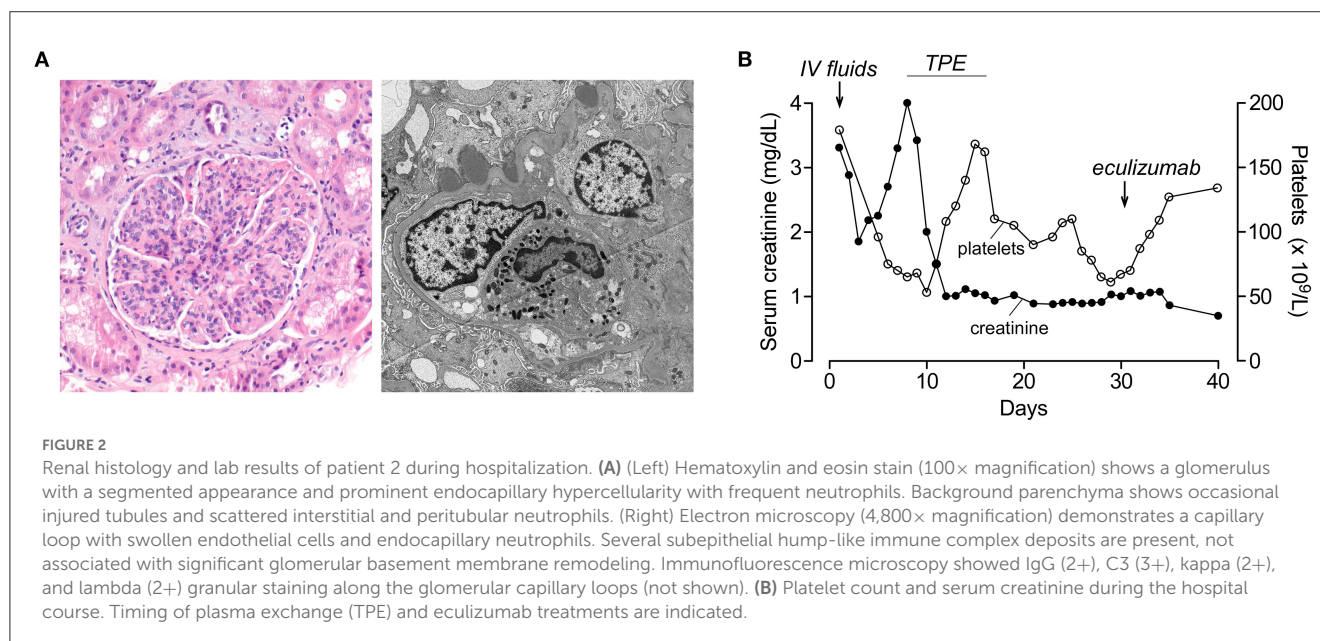 A
B
IV fluids
TPE
4
3
2
1
0
Serum creatinine (mg/dL)
200
150
100
50
0
Platelets (x 10⁹/L)
eculizumab
platelets
creatinine
0 10 20 30 40
Days
FIGURE 2
Renal histology and lab results of patient 2 during hospitalization. (A) (Left) Hematoxylin and eosin stain (100× magnification) shows a glomerulus
with a segmented appearance and prominent endocapillary hypercellularity with frequent neutrophils. Background parenchyma shows occasional
injured tubules and scattered interstitial and peritubular neutrophils. (Right) Electron microscopy (4,800× magnification) demonstrates a capillary
loop with swollen endothelial cells and endocapillary neutrophils. Several subepithelial hump-like immune complex deposits are present, not
associated with significant glomerular basement membrane remodeling. Immunofluorescence microscopy showed IgG (2+), C3 (3+), kappa (2+),
and lambda (2+) granular staining along the glomerular capillary loops (not shown). (B) Platelet count and serum creatinine during the hospital
course. Timing of plasma exchange (TPE) and eculizumab treatments are indicated.